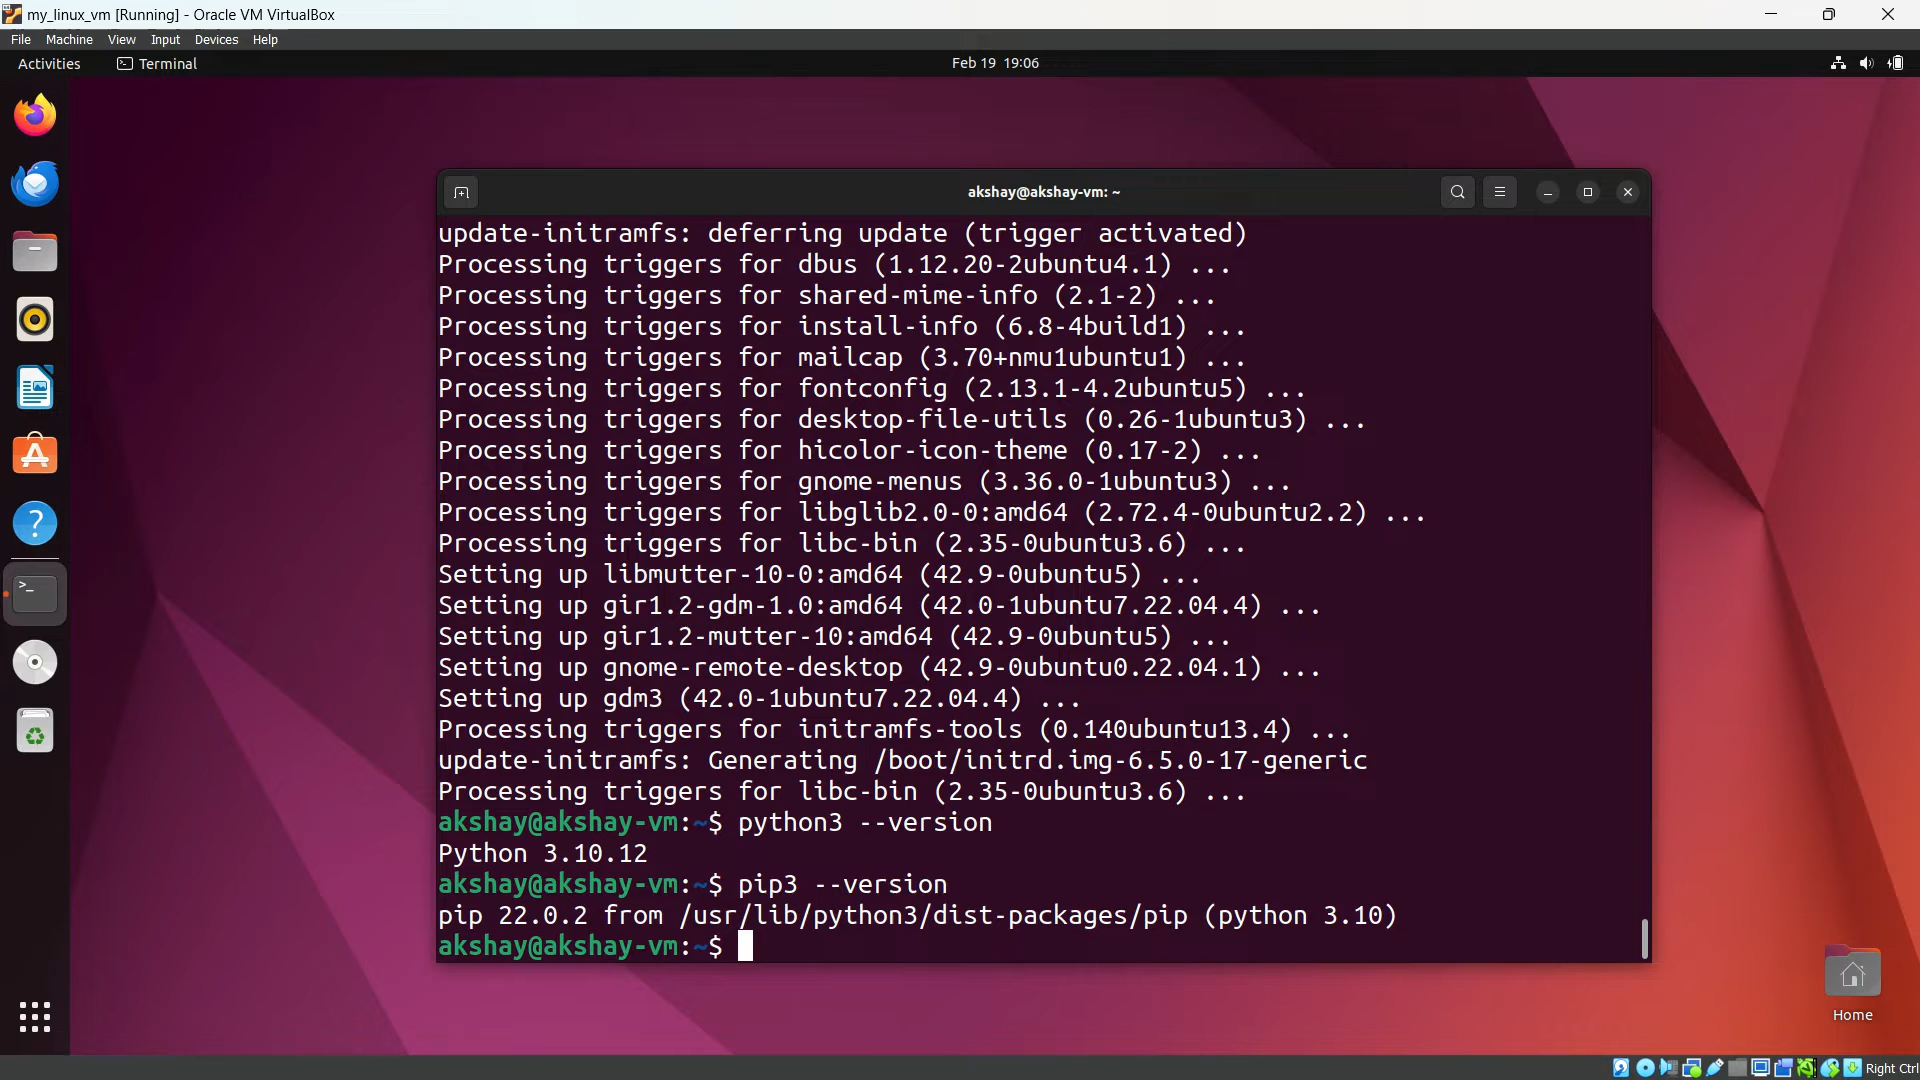 my_linux_vm [Running] - Oracle VM VirtualBox
File Machine View Input Devices Help
Activities Terminal Feb 19 19:06
akshay@akshay-vm: ~
update-initramfs: deferring update (trigger activated)
Processing triggers for dbus (1.12.20-2ubuntu4.1) ...
Processing triggers for shared-mime-info (2.1-2) ...
Processing triggers for install-info (6.8-4build1) ...
Processing triggers for mailcap (3.70+nmu1ubuntu1) ...
Processing triggers for fontconfig (2.13.1-4.2ubuntu5) ...
Processing triggers for desktop-file-utils (0.26-1ubuntu3) ...
Processing triggers for hicolor-icon-theme (0.17-2) ...
Processing triggers for gnome-menus (3.36.0-1ubuntu3) ...
Processing triggers for libglib2.0-0:amd64 (2.72.4-0ubuntu2.2) ...
Processing triggers for libc-bin (2.35-0ubuntu3.6) ...
Setting up libmutter-10-0:amd64 (42.9-0ubuntu5) ...
Setting up gir1.2-gdm-1.0:amd64 (42.0-1ubuntu7.22.04.4) ...
Setting up gir1.2-mutter-10:amd64 (42.9-0ubuntu5) ...
Setting up gnome-remote-desktop (42.9-0ubuntu0.22.04.1) ...
Setting up gdm3 (42.0-1ubuntu7.22.04.4) ...
Processing triggers for initramfs-tools (0.140ubuntu13.4) ...
update-initramfs: Generating /boot/initrd.img-6.5.0-17-generic
Processing triggers for libc-bin (2.35-0ubuntu3.6) ...
akshay@akshay-vm:~$ python3 --version
Python 3.10.12
akshay@akshay-vm:~$ pip3 --version
pip 22.0.2 from /usr/lib/python3/dist-packages/pip (python 3.10)
akshay@akshay-vm:~$
Home
Right Ctrl